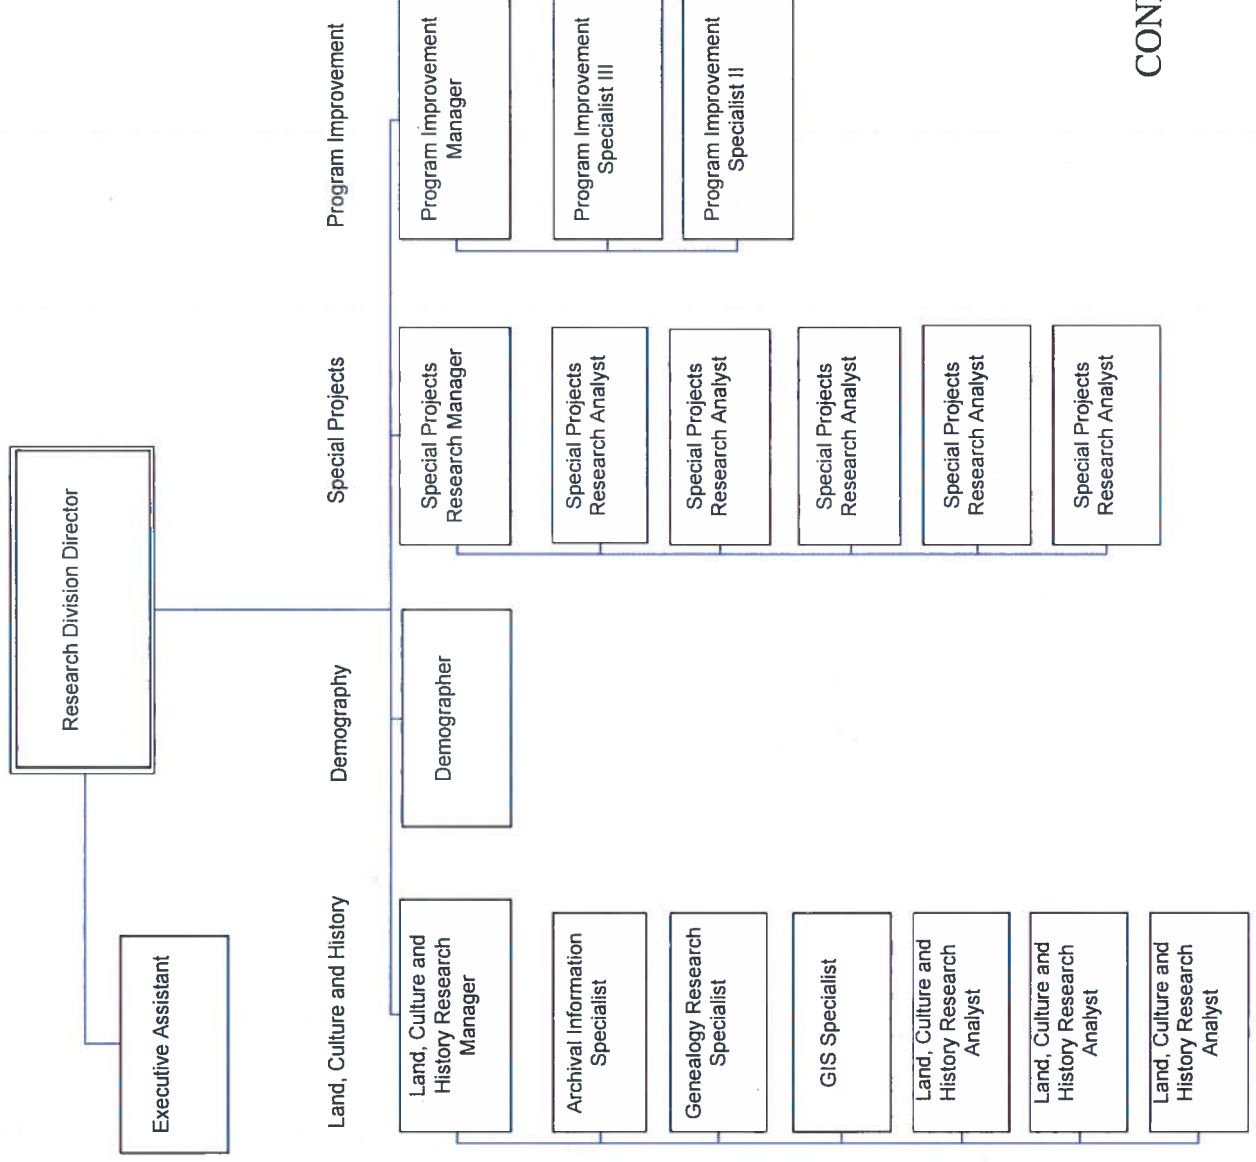 Research Division Director
Executive Assistant
Land, Culture and History
Demography
Special Projects
Program Improvement
Land, Culture and
History Research
Manager
Archival Information
Specialist
Genealogy Research
Specialist
GIS Specialist
Land, Culture and
History Research
Analyst
Land, Culture and
History Research
Analyst
Land, Culture and
History Research
Analyst
Demographer
Special Projects
Research Manager
Special Projects
Research Analyst
Special Projects
Research Analyst
Special Projects
Research Analyst
Special Projects
Research Analyst
Special Projects
Research Analyst
Program Improvement
Manager
Program Improvement
Specialist III
Program Improvement
Specialist II